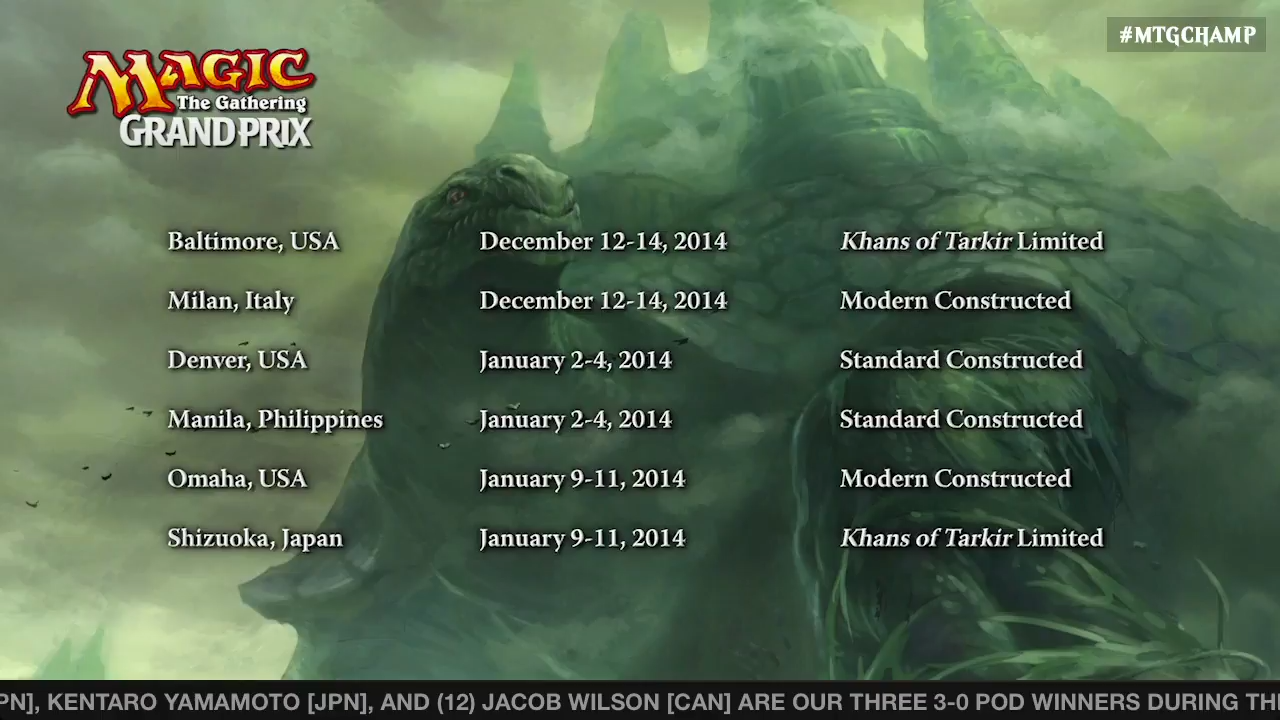 #MTGCHAMP
MAGIC
The Gathering
GRAND PRIX
Baltimore, USA December 12-14, 2014 Khans of Tarkir Limited
Milan, Italy December 12-14, 2014 Modern Constructed
Denver, USA January 2-4, 2014 Standard Constructed
Manila, Philippines January 2-4, 2014 Standard Constructed
Omaha, USA January 9-11, 2014 Modern Constructed
Shizuoka, Japan January 9-11, 2014 Khans of Tarkir Limited
PN], KENTARO YAMAMOTO [JPN], AND (12) JACOB WILSON [CAN] ARE OUR THREE 3-0 POD WINNERS DURING TH